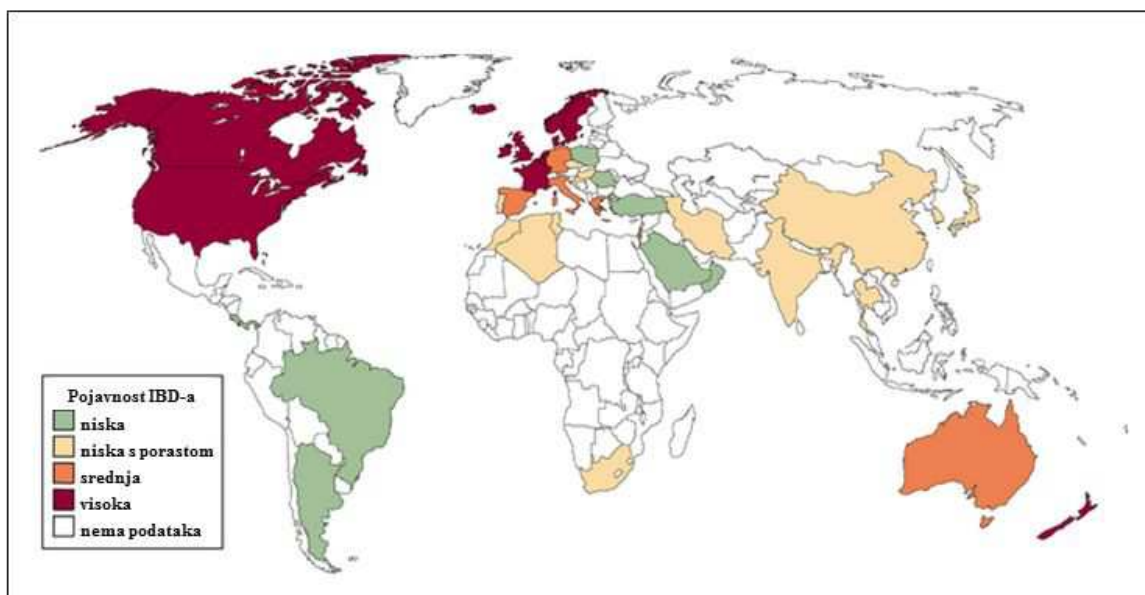 Pojavnost IBD-a
niska
niska s porastom
srednja
visoka
nema podataka